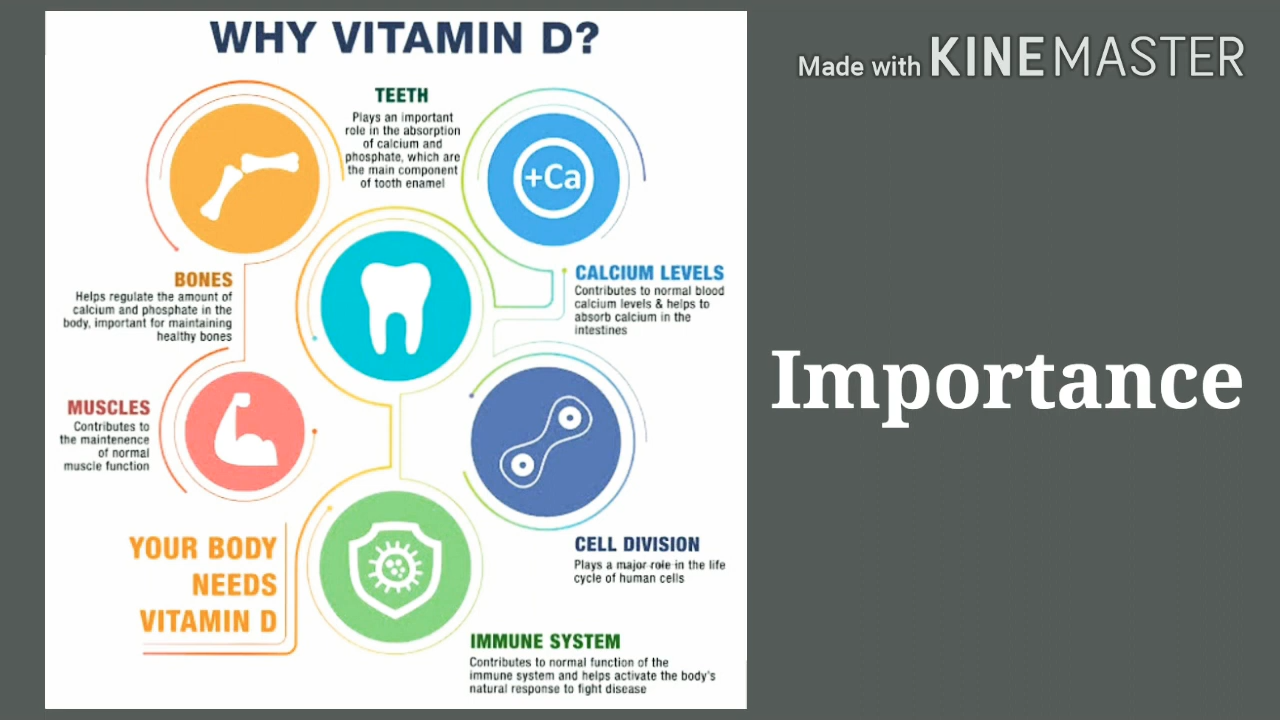 WHY VITAMIN D?
TEETH
Plays an important
role in the absorption
of calcium and
phosphate, which are
the main component
of tooth enamel
+Ca
BONES
Helps regulate the amount of
calcium and phosphate in the
body, important for maintaining
healthy bones
CALCIUM LEVELS
Contributes to normal blood
calcium levels & helps to
absorb calcium in the
intestines
MUSCLES
Contributes to
the maintenence
of normal
muscle function
CELL DIVISION
Plays a major role in the life
cycle of human cells
YOUR BODY
NEEDS
VITAMIN D
IMMUNE SYSTEM
Contributes to normal function of the
immune system and helps activate the body's
natural response to fight disease
Made with KINEMASTER
Importance